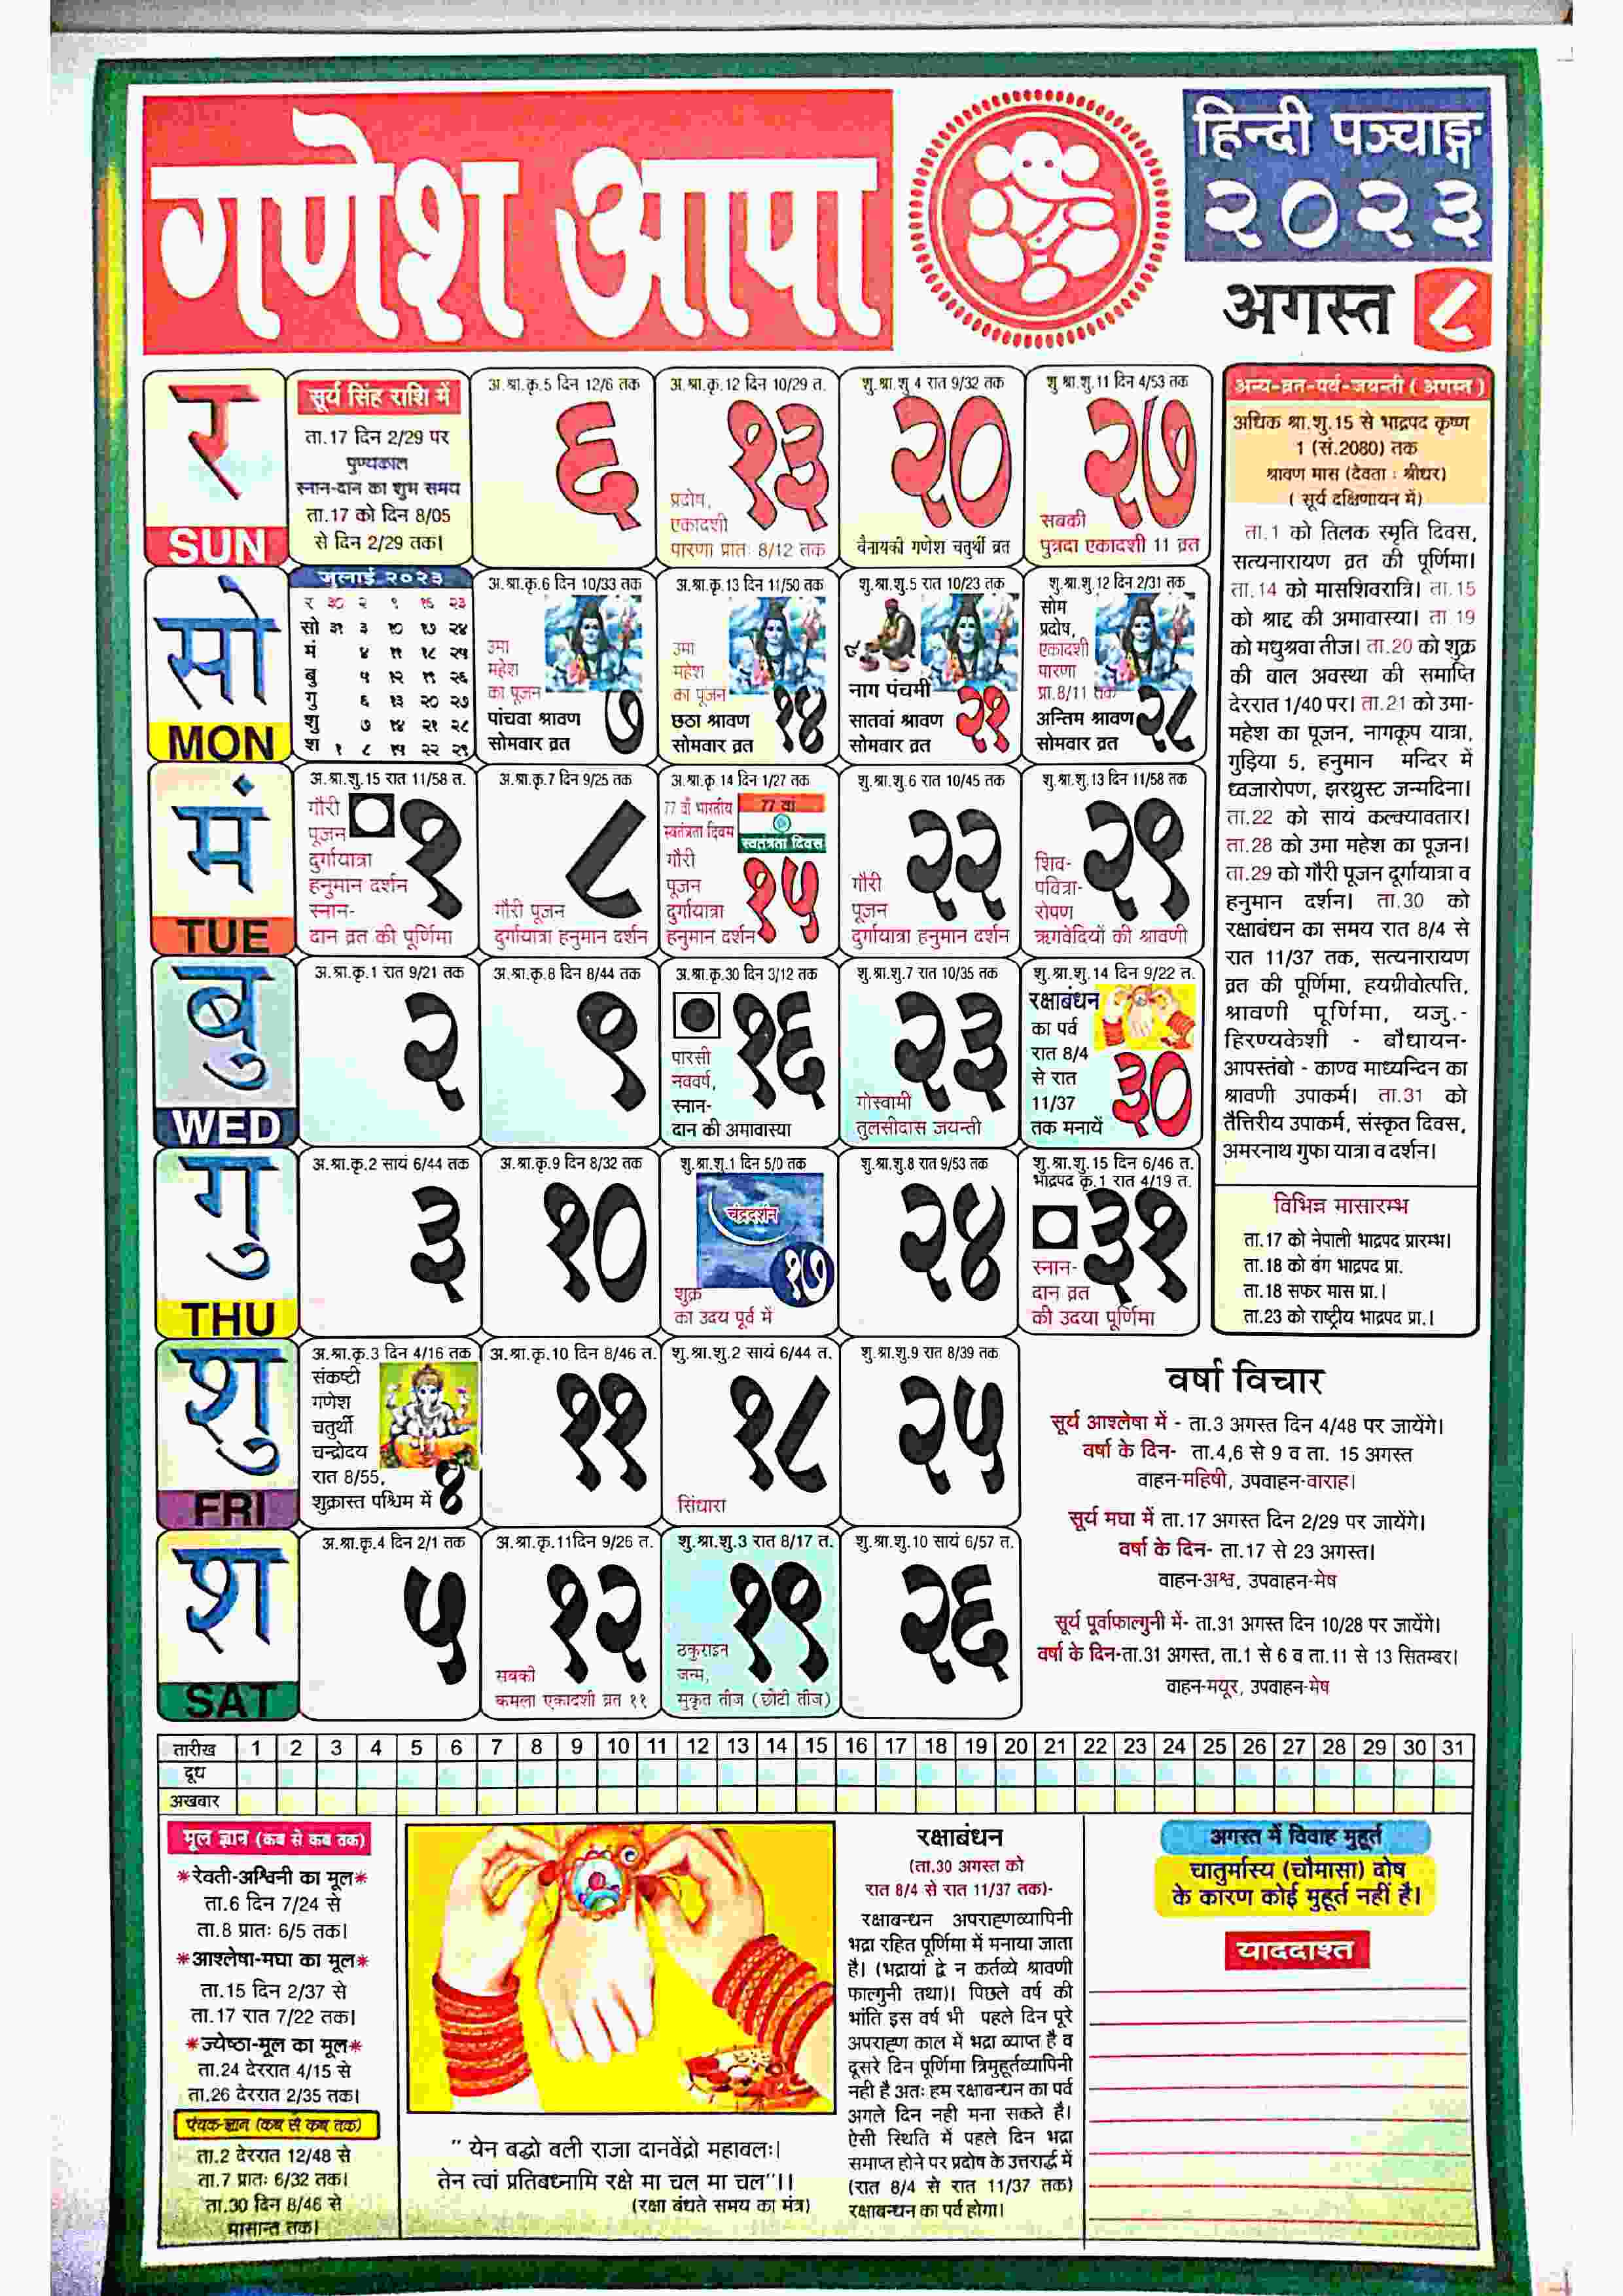 गणेश आपा
हिन्दी पञ्चाङ्ग
२०२३
अगस्त ८
र
SUN
सूर्य सिंह राशि में
ता.17 दिन 2/29 पर
पुण्यकाल
स्नान-दान का शुभ समय
ता.17 को दिन 8/05
से दिन 2/29 तक।
अ.श्रा.कृ.5 दिन 12/6 तक
६
अ.श्रा.कृ.12 दिन 10/29 त.
१३
प्रदोष,
एकादशी
पारणा प्रातः 8/12 तक
शु.श्रा.शु 4 रात 9/32 तक
२०
वैनायकी गणेश चतुर्थी व्रत
शु श्रा.शु.11 दिन 4/53 तक
२७
सबकी
पुत्रदा एकादशी 11 व्रत
सो
MON
जुलाई २०२३
र ३० २ ९ १६ २३
सो ३१ ३ १० १७ २४
मं ४ ११ १८ २५
बु ५ १२ १९ २६
गु ६ १३ २० २७
शु ७ १४ २१ २८
श १ ८ १५ २२ २९
अ.श्रा.कृ.6 दिन 10/33 तक
उमा
महेश
का पूजन
पांचवा श्रावण
सोमवार व्रत
७
अ.श्रा.कृ.13 दिन 11/50 तक
उमा
महेश
का पूजन
छठा श्रावण
सोमवार व्रत
१४
शु.श्रा.शु.5 रात 10/23 तक
नाग पंचमी
सातवां श्रावण
सोमवार व्रत
२१
शु.श्रा.शु.12 दिन 2/31 तक
सोम
प्रदोष,
एकादशी
पारणा
प्रा.8/11 तक
अन्तिम श्रावण
सोमवार व्रत
२८
मं
TUE
अ.श्रा.शु.15 रात 11/58 त.
गौरी
पूजन
दुर्गायात्रा
हनुमान दर्शन
स्नान-
दान व्रत की पूर्णिमा
१
अ.श्रा.कृ.7 दिन 9/25 तक
८
गौरी पूजन
दुर्गायात्रा हनुमान दर्शन
अ.श्रा.कृ 14 दिन 1/27 तक
77 वाँ भारतीय
स्वतंत्रता दिवस
77 वां
स्वतंत्रता दिवस
गौरी
पूजन
दुर्गायात्रा
हनुमान दर्शन
१५
शु.श्रा.शु.6 रात 10/45 तक
२२
गौरी
पूजन
दुर्गायात्रा हनुमान दर्शन
शु.श्रा.शु.13 दिन 11/58 तक
२९
शिव-
पवित्रा-
रोपण
ऋगवेदियों की श्रावणी
बु
WED
अ.श्रा.कृ.1 रात 9/21 तक
२
अ.श्रा.कृ.8 दिन 8/44 तक
९
अ.श्रा.कृ.30 दिन 3/12 तक
१६
पारसी
नववर्ष,
स्नान-
दान की अमावास्या
शु.श्रा.शु.7 रात 10/35 तक
२३
गोस्वामी
तुलसीदास जयन्ती
शु.श्रा.शु.14 दिन 9/22 त.
रक्षाबंधन
का पर्व
रात 8/4
से रात
11/37
तक मनायें
३०
गु
THU
अ.श्रा.कृ.2 सायं 6/44 तक
३
अ.श्रा.कृ.9 दिन 8/32 तक
१०
शु.श्रा.शु.1 दिन 5/0 तक
चंद्रदर्शन
१७
शुक्र
का उदय पूर्व में
शु.श्रा.शु.8 रात 9/53 तक
२४
शु.श्रा.शु.15 दिन 6/46 त.
भाद्रपद कृ.1 रात 4/19 त.
३१
स्नान-
दान व्रत
की उदया पूर्णिमा
शु
FRI
अ.श्रा.कृ.3 दिन 4/16 तक
संकष्टी
गणेश
चतुर्थी
चन्द्रोदय
रात 8/55,
शुक्रास्त पश्चिम में
४
अ.श्रा.कृ.10 दिन 8/46 त.
११
शु.श्रा.शु.2 सायं 6/44 त.
१८
सिंधारा
शु.श्रा.शु.9 रात 8/39 तक
२५
श
SAT
अ.श्रा.कृ.4 दिन 2/1 तक
५
अ.श्रा.कृ.11दिन 9/26 त.
१२
सबकी
कमला एकादशी व्रत ११
शु.श्रा.शु.3 रात 8/17 त.
१९
ठकुराइन
जन्म,
मुकृत तीज (छोटी तीज)
शु.श्रा.शु.10 सायं 6/57 त.
२६
अन्य-व्रत-पर्व-जयन्ती (अगस्त)
अधिक श्रा.शु.15 से भाद्रपद कृष्ण
1 (सं.2080) तक
श्रावण मास (देवता : श्रीधर)
( सूर्य दक्षिणायन में)
ता.1 को तिलक स्मृति दिवस,
सत्यनारायण व्रत की पूर्णिमा।
ता.14 को मासशिवरात्रि। ता.15
को श्राद्ध की अमावास्या। ता 19
को मधुश्रवा तीज। ता.20 को शुक्र
की बाल अवस्था की समाप्ति
देररात 1/40 पर। ता.21 को उमा-
महेश का पूजन, नागकूप यात्रा,
गुड़िया 5, हनुमान मन्दिर में
ध्वजारोपण, झरथुस्ट जन्मदिन।
ता.22 को सायं कल्क्यावतार।
ता.28 को उमा महेश का पूजन।
ता.29 को गौरी पूजन दूर्गायात्रा व
हनुमान दर्शन। ता.30 को
रक्षाबंधन का समय रात 8/4 से
रात 11/37 तक, सत्यनारायण
व्रत की पूर्णिमा, हयग्रीवोत्पत्ति,
श्रावणी पूर्णिमा, यजु.-
हिरण्यकेशी - बौधायन-
आपस्तंबो - काण्व माध्यन्दिन का
श्रावणी उपाकर्म। ता.31 को
तैत्तिरीय उपाकर्म, संस्कृत दिवस,
अमरनाथ गुफा यात्रा व दर्शन।
विभिन्न मासारम्भ
ता.17 को नेपाली भाद्रपद प्रारम्भ।
ता.18 को बंग भाद्रपद प्रा.
ता.18 सफर मास प्रा.।
ता.23 को राष्ट्रीय भाद्रपद प्रा.।
वर्षा विचार
सूर्य आश्लेषा में - ता.3 अगस्त दिन 4/48 पर जायेंगे।
वर्षा के दिन- ता.4,6 से 9 व ता. 15 अगस्त
वाहन-महिषी, उपवाहन-वाराह।
सूर्य मघा में ता.17 अगस्त दिन 2/29 पर जायेंगे।
वर्षा के दिन- ता.17 से 23 अगस्त।
वाहन-अश्व, उपवाहन-मेष
सूर्य पूर्वाफाल्गुनी में- ता.31 अगस्त दिन 10/28 पर जायेंगे।
वर्षा के दिन-ता.31 अगस्त, ता.1 से 6 व ता.11 से 13 सितम्बर।
वाहन-मयूर, उपवाहन-मेष
तारीख 1 2 3 4 5 6 7 8 9 10 11 12 13 14 15 16 17 18 19 20 21 22 23 24 25 26 27 28 29 30 31
दूध
अखबार
मूल ज्ञान (कब से कब तक)
*रेवती-अश्विनी का मूल*
ता.6 दिन 7/24 से
ता.8 प्रातः 6/5 तक।
*आश्लेषा-मघा का मूल*
ता.15 दिन 2/37 से
ता.17 रात 7/22 तक।
*ज्येष्ठा-मूल का मूल*
ता.24 देररात 4/15 से
ता.26 देररात 2/35 तक।
पंचक-ज्ञान (कब से कब तक)
ता.2 देररात 12/48 से
ता.7 प्रातः 6/32 तक।
ता.30 दिन 8/46 से
मासान्त तक।
" येन बद्धो बली राजा दानवेंद्रो महाबलः।
तेन त्वां प्रतिबध्नामि रक्षे मा चल मा चल"।।
(रक्षा बंधते समय का मंत्र)
रक्षाबंधन
(ता.30 अगस्त को
रात 8/4 से रात 11/37 तक)-
रक्षाबन्धन अपराह्णव्यापिनी
भद्रा रहित पूर्णिमा में मनाया जाता
है। (भद्रायां द्वे न कर्तव्ये श्रावणी
फाल्गुनी तथा)। पिछले वर्ष की
भांति इस वर्ष भी पहले दिन पूरे
अपराह्ण काल में भद्रा व्याप्त है व
दूसरे दिन पूर्णिमा त्रिमुहूर्तव्यापिनी
नही है अतः हम रक्षाबन्धन का पर्व
अगले दिन नही मना सकते है।
ऐसी स्थिति में पहले दिन भद्रा
समाप्त होने पर प्रदोष के उत्तरार्द्ध में
(रात 8/4 से रात 11/37 तक)
रक्षाबन्धन का पर्व होगा।
अगस्त में विवाह मुहूर्त
चातुर्मास्य (चौमासा) दोष
के कारण कोई मुहूर्त नहीं है।
याददाश्त